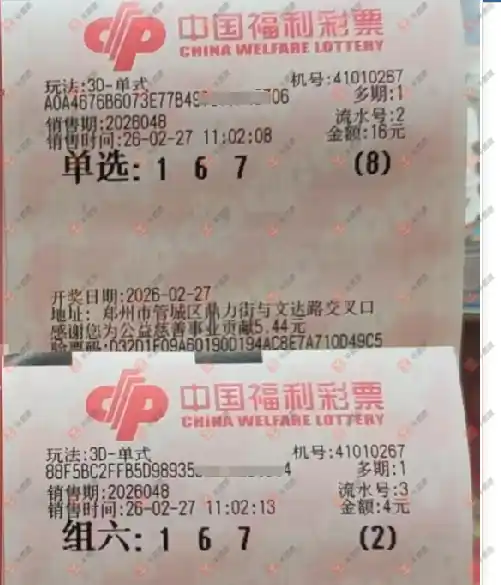 中国福利彩票
CHINA WELFARE LOTTERY
玩法:3D-单式 机号:41010267
多期:1
销售期:2026048 流水号:2
销售时间:26-02-27 11:02:08 金额:16元
单选: 1 6 7 (8)
开奖日期:2026-02-27
地址: 郑州市管城区鼎力街与文达路交叉口
感谢您为公益慈善事业贡献5.44元
中国福利彩票
CHINA WELFARE LOTTERY
玩法:3D-单式 机号:41010267
多期:1
销售期:2026048 流水号:3
销售时间:26-02-27 11:02:13 金额:4元
组六: 1 6 7 (2)